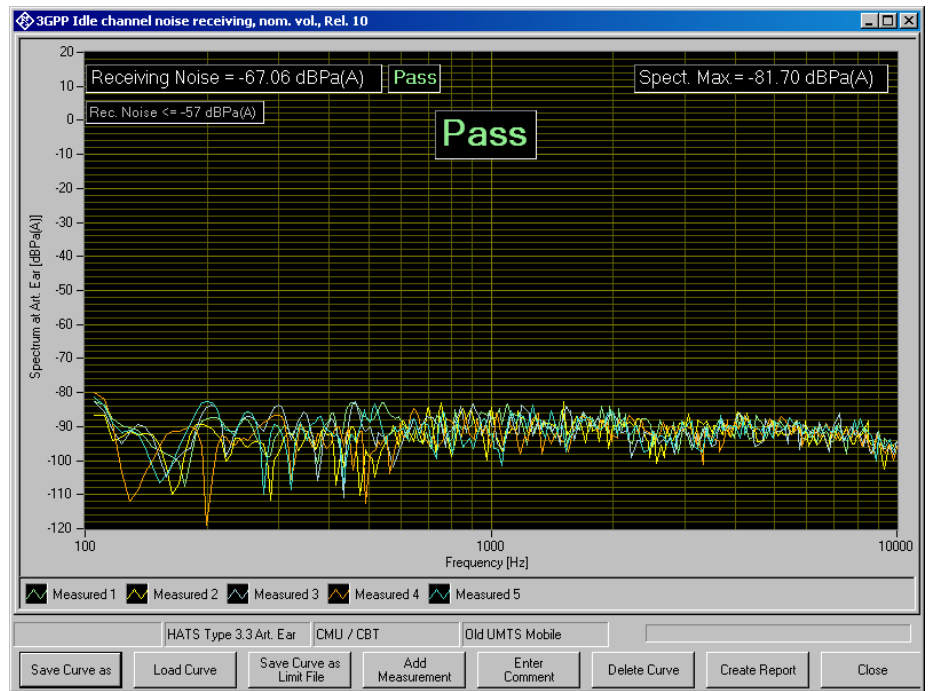 3GPP Idle channel noise receiving, nom. vol., Rel. 10
20
Receiving Noise = -67.06 dBPa(A)
Pass
Spect. Max.= -81.70 dBPa(A)
10
Rec. Noise <= -57 dBPa(A)
0
Pass
-10
-20
-30
-40
-50
-60
-70
-80
-90
-100
-110
-120
Spectrum at Art. Ear [dBPa(A)]
100
1000
10000
Frequency [Hz]
Measured 1
Measured 2
Measured 3
Measured 4
Measured 5
HATS Type 3.3 Art. Ear
CMU / CBT
Old UMTS Mobile
Save Curve as
Load Curve
Save Curve as
Limit File
Add
Measurement
Enter
Comment
Delete Curve
Create Report
Close